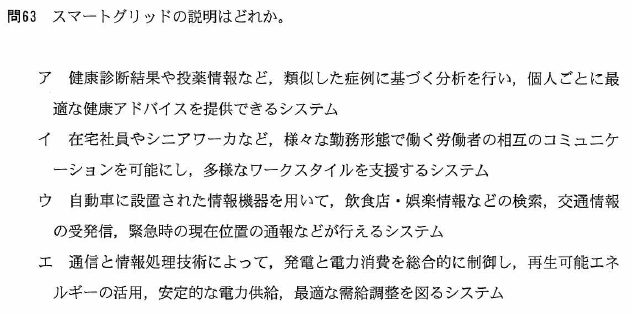 問63 スマートグリッドの説明はどれか。
ア 健康診断結果や投薬情報など，類似した症例に基づく分析を行い，個人ごとに最
適な健康アドバイスを提供できるシステム
イ 在宅社員やシニアワーカなど，様々な勤務形態で働く労働者の相互のコミュニケ
ーションを可能にし，多様なワークスタイルを支援するシステム
ウ 自動車に設置された情報機器を用いて，飲食店・娯楽情報などの検索，交通情報
の受発信，緊急時の現在位置の通報などが行えるシステム
エ 通信と情報処理技術によって，発電と電力消費を総合的に制御し，再生可能エネ
ルギーの活用，安定的な電力供給，最適な需給調整を図るシステム